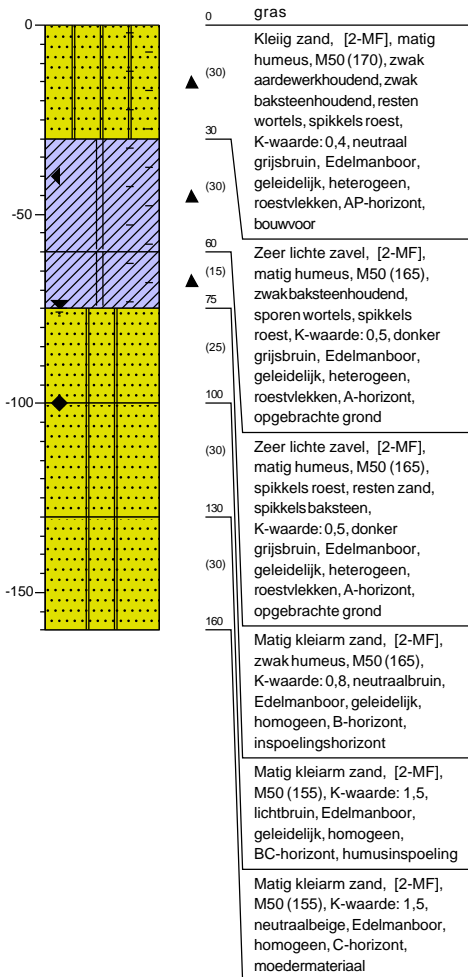 0
-50
-100
-150
(30)
(30)
(15)
(25)
(30)
(30)
0
30
60
75
100
130
160
gras
Kleiig zand, [2-MF], matig
humeus, M50 (170), zwak
aardewerkhoudend, zwak
baksteenhoudend, resten
wortels, spikkels roest,
K-waarde: 0,4, neutraal
grijsbruin, Edelmanboor,
geleidelijk, heterogeen,
roestvlekken, AP-horizont,
bouwvoor
Zeer lichte zavel, [2-MF],
matig humeus, M50 (165),
zwak baksteenhoudend,
sporen wortels, spikkels
roest, K-waarde: 0,5, donker
grijsbruin, Edelmanboor,
geleidelijk, heterogeen,
roestvlekken, A-horizont,
opgebrachte grond
Zeer lichte zavel, [2-MF],
matig humeus, M50 (165),
spikkels roest, resten zand,
spikkels baksteen,
K-waarde: 0,5, donker
grijsbruin, Edelmanboor,
geleidelijk, heterogeen,
roestvlekken, A-horizont,
opgebrachte grond
Matig kleiarm zand, [2-MF],
zwak humeus, M50 (165),
K-waarde: 0,8, neutraalbruin,
Edelmanboor, geleidelijk,
homogeen, B-horizont,
inspoelingshorizont
Matig kleiarm zand, [2-MF],
M50 (155), K-waarde: 1,5,
lichtbruin, Edelmanboor,
geleidelijk, homogeen,
BC-horizont, humusinspoeling
Matig kleiarm zand, [2-MF],
M50 (155), K-waarde: 1,5,
neutraalbeige, Edelmanboor,
homogeen, C-horizont,
moedermateriaal